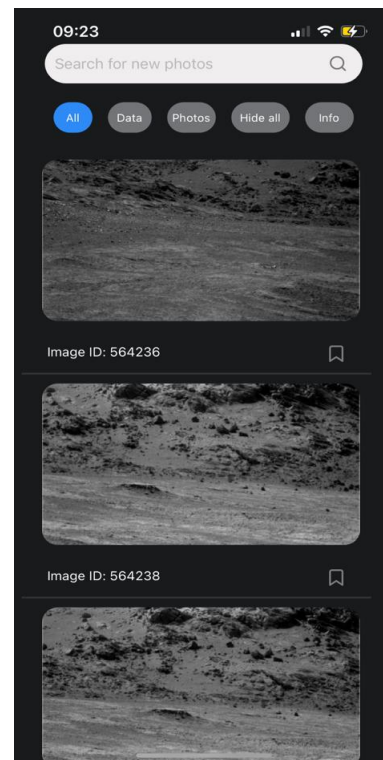 09:23
Search for new photos
All Data Photos Hide all Info
Image ID: 564236
Image ID: 564238